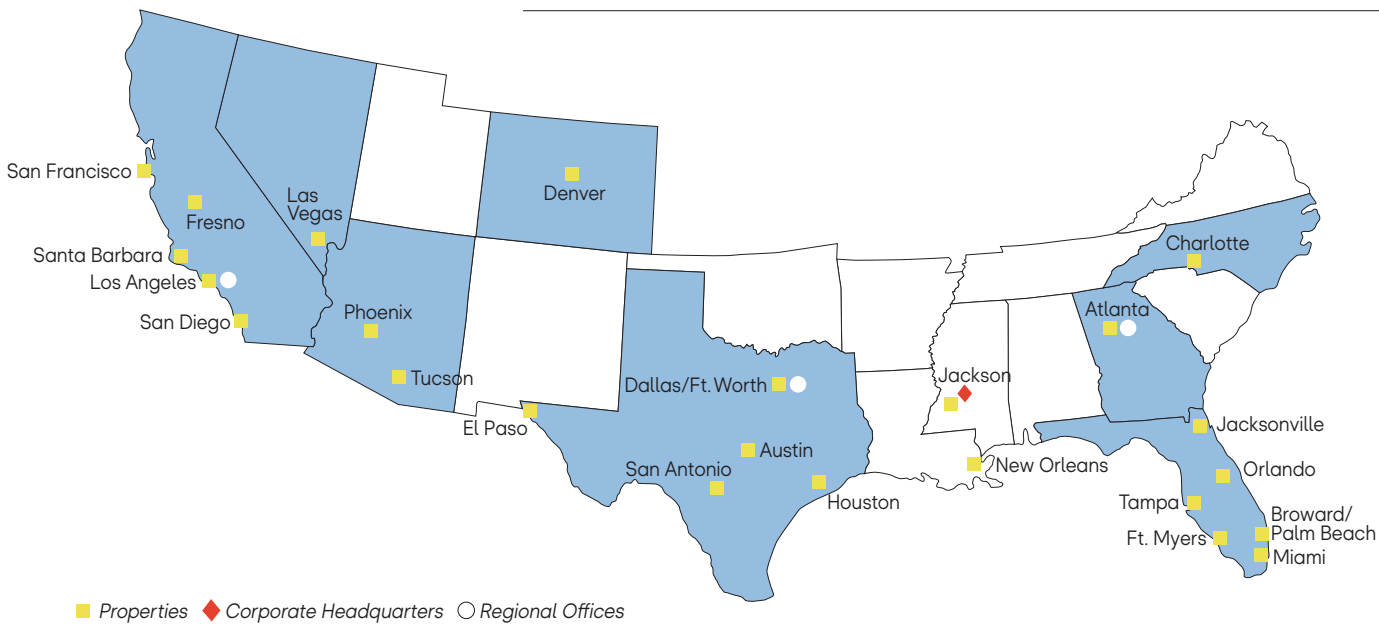 San Francisco
Fresno
Las
Vegas
Denver
Santa Barbara
Los Angeles
San Diego
Phoenix
Tucson
Charlotte
Atlanta
Jackson
Dallas/Ft. Worth
El Paso
Austin
San Antonio
Houston
New Orleans
Jacksonville
Orlando
Tampa
Broward/
Palm Beach
Ft. Myers
Miami
Properties
Corporate Headquarters
Regional Offices